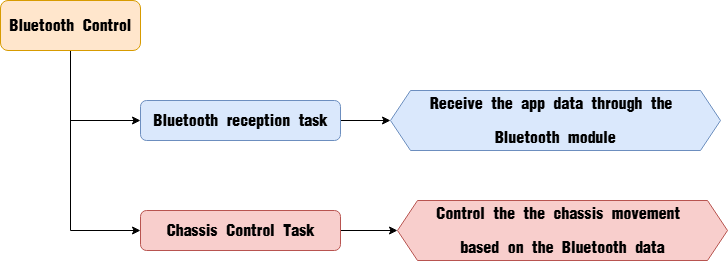 Bluetooth Control
Bluetooth reception task
Receive the app data through the
Bluetooth module
Chassis Control Task
Control the the chassis movement
based on the Bluetooth data